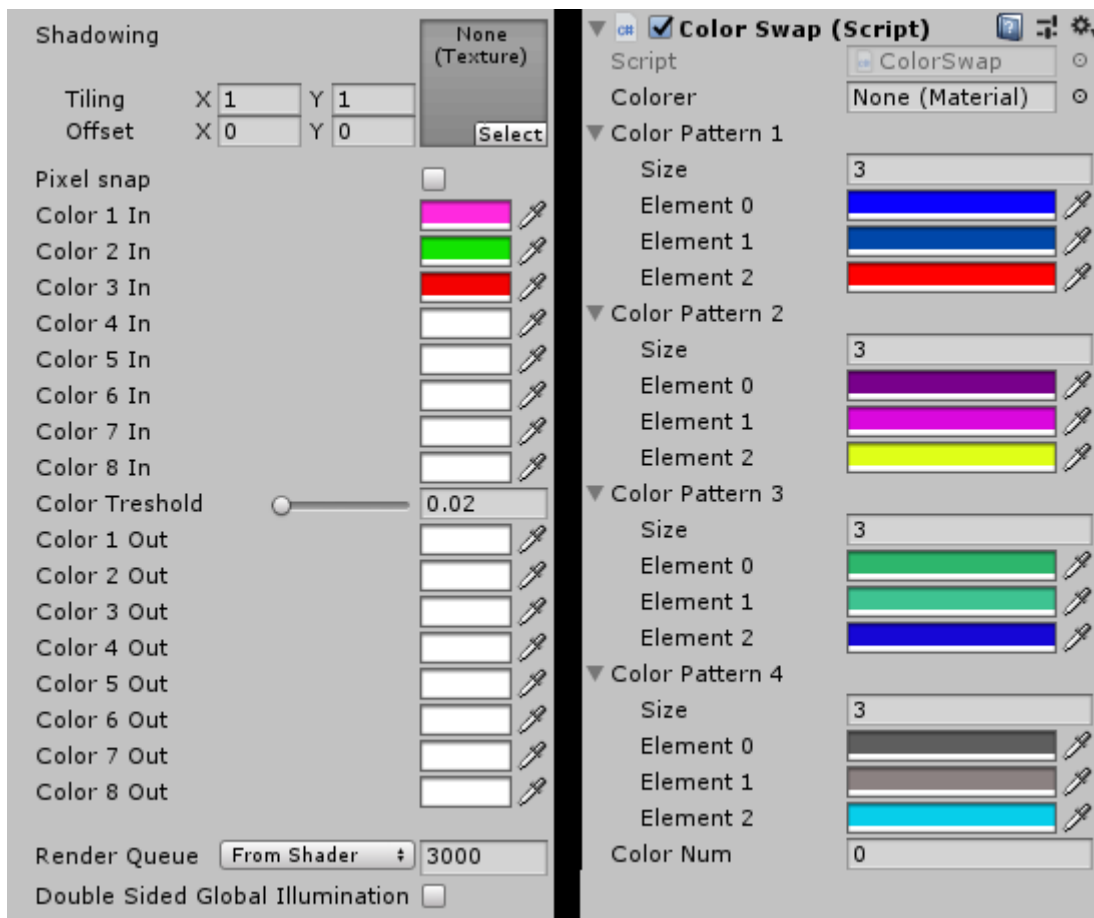 Shadowing
None
(Texture)
Tiling X 1 Y 1
Offset X 0 Y 0
Select
Pixel snap
Color 1 In
Color 2 In
Color 3 In
Color 4 In
Color 5 In
Color 6 In
Color 7 In
Color 8 In
Color Treshold 0.02
Color 1 Out
Color 2 Out
Color 3 Out
Color 4 Out
Color 5 Out
Color 6 Out
Color 7 Out
Color 8 Out
Render Queue From Shader 3000
Double Sided Global Illumination
C# Color Swap (Script)
Script ColorSwap
Colorer None (Material)
Color Pattern 1
Size 3
Element 0
Element 1
Element 2
Color Pattern 2
Size 3
Element 0
Element 1
Element 2
Color Pattern 3
Size 3
Element 0
Element 1
Element 2
Color Pattern 4
Size 3
Element 0
Element 1
Element 2
Color Num 0